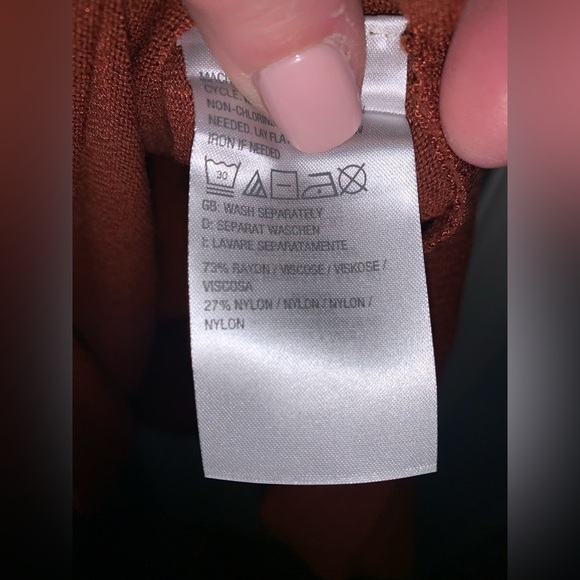 CYCLE.
NON-CHLORINE
NEEDED. LAY FLA
IRON IF NEEDED
30
GB: WASH SEPARATELY
D: SEPARAT WASCHEN
I: LAVARE SEPARATAMENTE
73% RAYON / VISCOSE / VISKOSE /
VISCOSA
27% NYLON / NYLON / NYLON /
NYLON